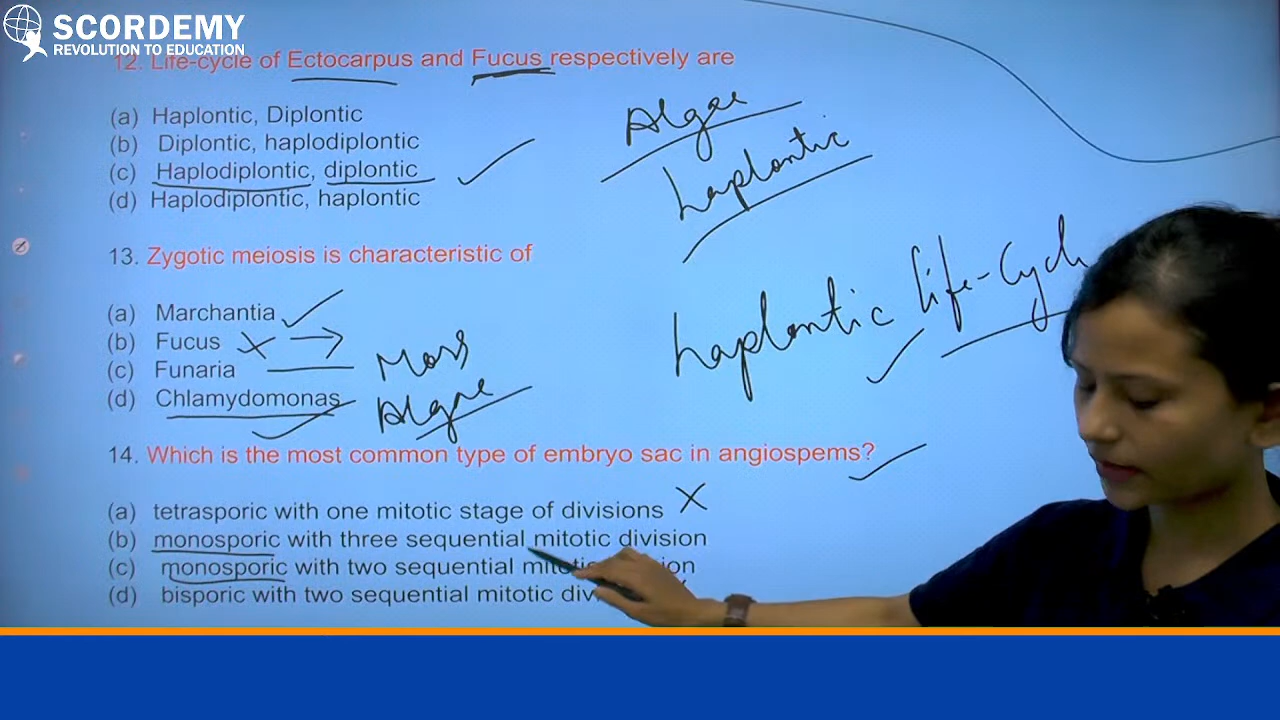 SCORDEMY
REVOLUTION TO EDUCATION
12. Life-cycle of Ectocarpus and Fucus respectively are
(a) Haplontic, Diplontic
(b) Diplontic, haplodiplontic
(c) Haplodiplontic, diplontic
(d) Haplodiplontic, haplontic
Algae
haplontic
13. Zygotic meiosis is characteristic of
(a) Marchantia
(b) Fucus
(c) Funaria
(d) Chlamydomonas
Moss
Algae
haplontic life-Cycle
14. Which is the most common type of embryo sac in angiospems?
(a) tetrasporic with one mitotic stage of divisions
(b) monosporic with three sequential mitotic division
(c) monosporic with two sequential
(d) bisporic with two sequential mitotic